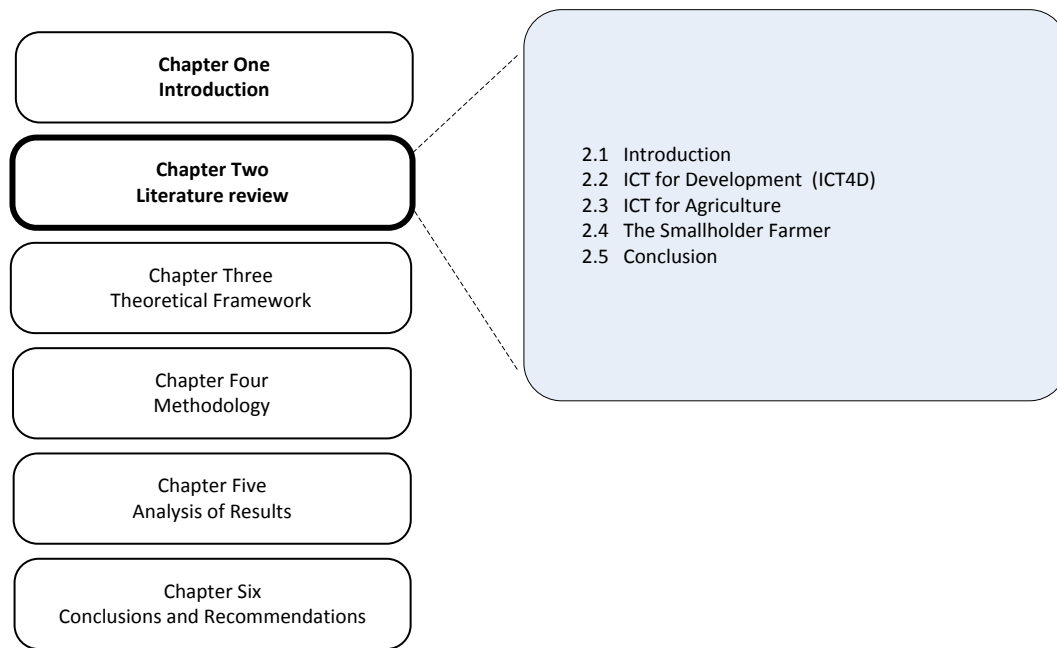 Chapter One
Introduction
Chapter Two
Literature review
Chapter Three
Theoretical Framework
Chapter Four
Methodology
Chapter Five
Analysis of Results
Chapter Six
Conclusions and Recommendations
2.1 Introduction
2.2 ICT for Development (ICT4D)
2.3 ICT for Agriculture
2.4 The Smallholder Farmer
2.5 Conclusion